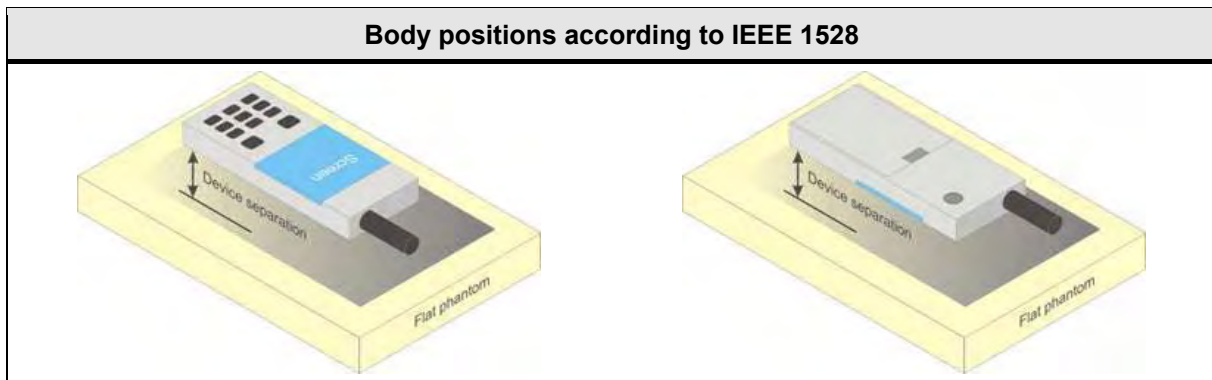 Body positions according to IEEE 1528
Screen
Device separation
Flat phantom
Device separation
Flat phantom